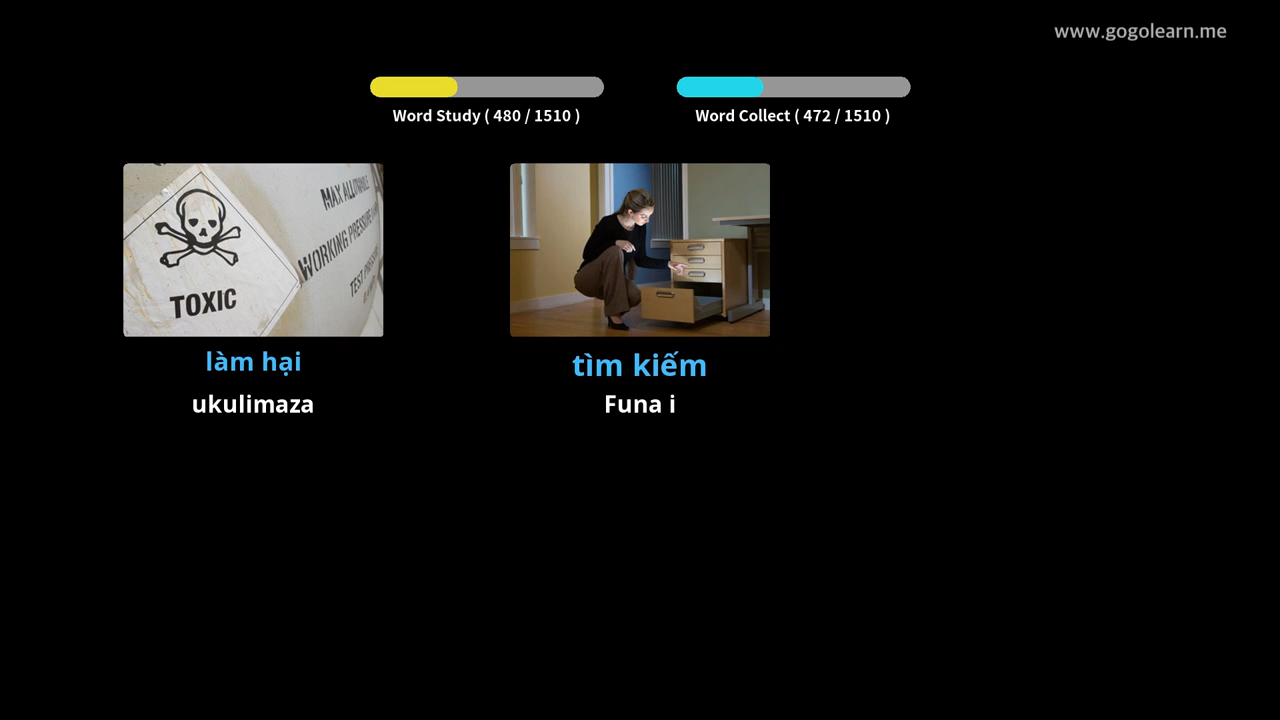 www.gogolearn.me
Word Study ( 480 / 1510 )
Word Collect ( 472 / 1510 )
MAX ALLOWABLE
WORKING PRESSURE
TEST
TOXIC
làm hại
ukulimaza
tìm kiếm
Funa i